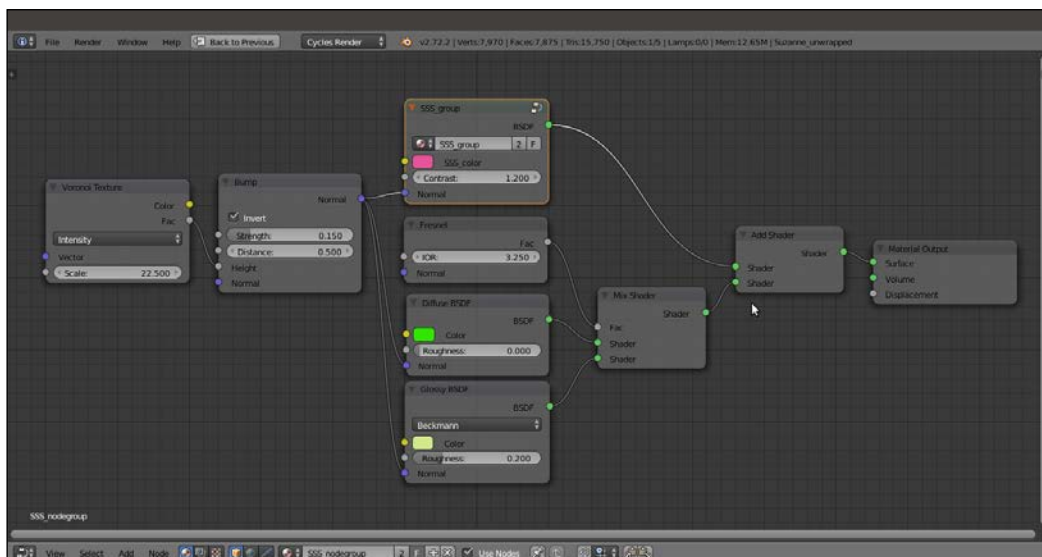 File Render Window Help Back to Previous Cycles Render v2.72.2 | Verts:7,970 | Faces:7,875 | Tris:15,750 | Objects:1/5 | Lamps:0/0 | Mem:12.65M | Suzanne_unwrapped
Voronoi Texture
Color
Fac
Intensity
Vector
Scale: 22.500
Bump
Normal
Invert
Strength: 0.150
Distance: 0.500
Height
Normal
SSS_group
BSDF
SSS_group 2 F
SSS_color
Contrast: 1.200
Normal
Fresnel
Fac
IOR: 3.250
Normal
Diffuse BSDF
BSDF
Color
Roughness: 0.000
Normal
Glossy BSDF
BSDF
Beckmann
Color
Roughness: 0.200
Normal
Mix Shader
Shader
Fac
Shader
Shader
Add Shader
Shader
Shader
Shader
Material Output
Surface
Volume
Displacement
SSS_nodegroup
View Select Add Node SSS_nodegroup 2 F Use Nodes